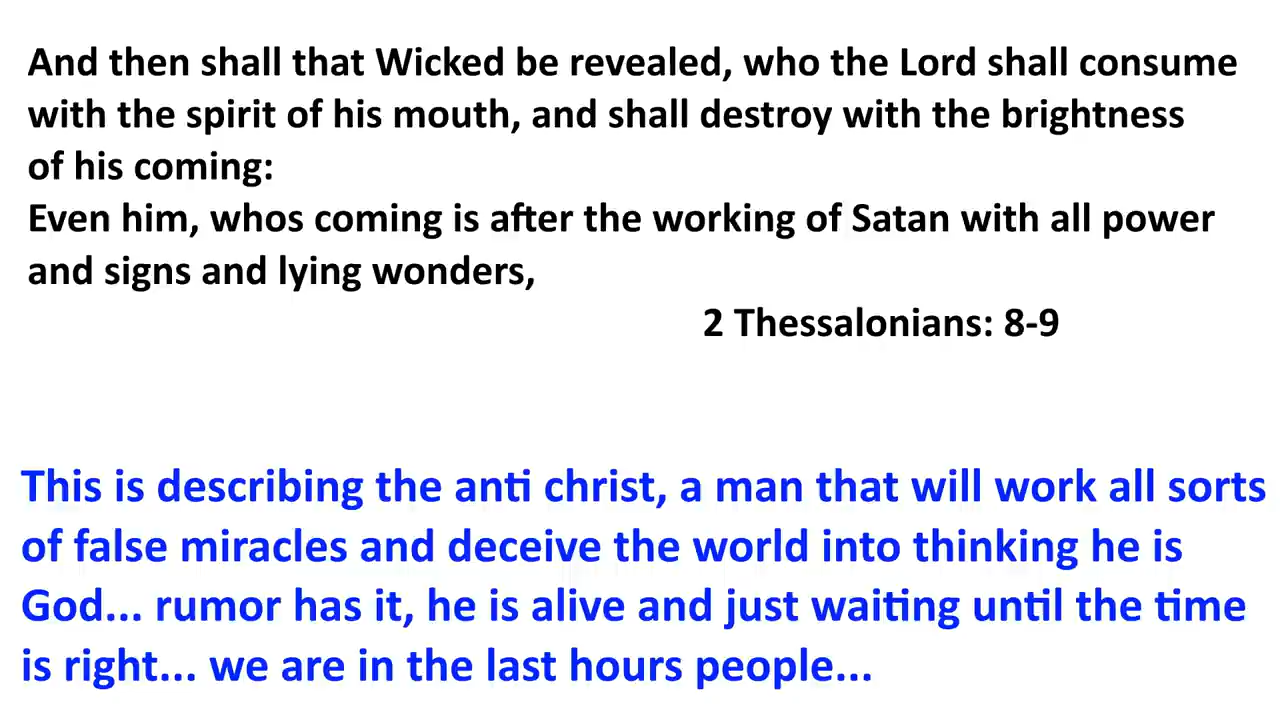 And then shall that Wicked be revealed, who the Lord shall consume
with the spirit of his mouth, and shall destroy with the brightness
of his coming:
Even him, whos coming is after the working of Satan with all power
and signs and lying wonders,
2 Thessalonians: 8-9
This is describing the anti christ, a man that will work all sorts
of false miracles and deceive the world into thinking he is
God... rumor has it, he is alive and just waiting until the time
is right... we are in the last hours people...